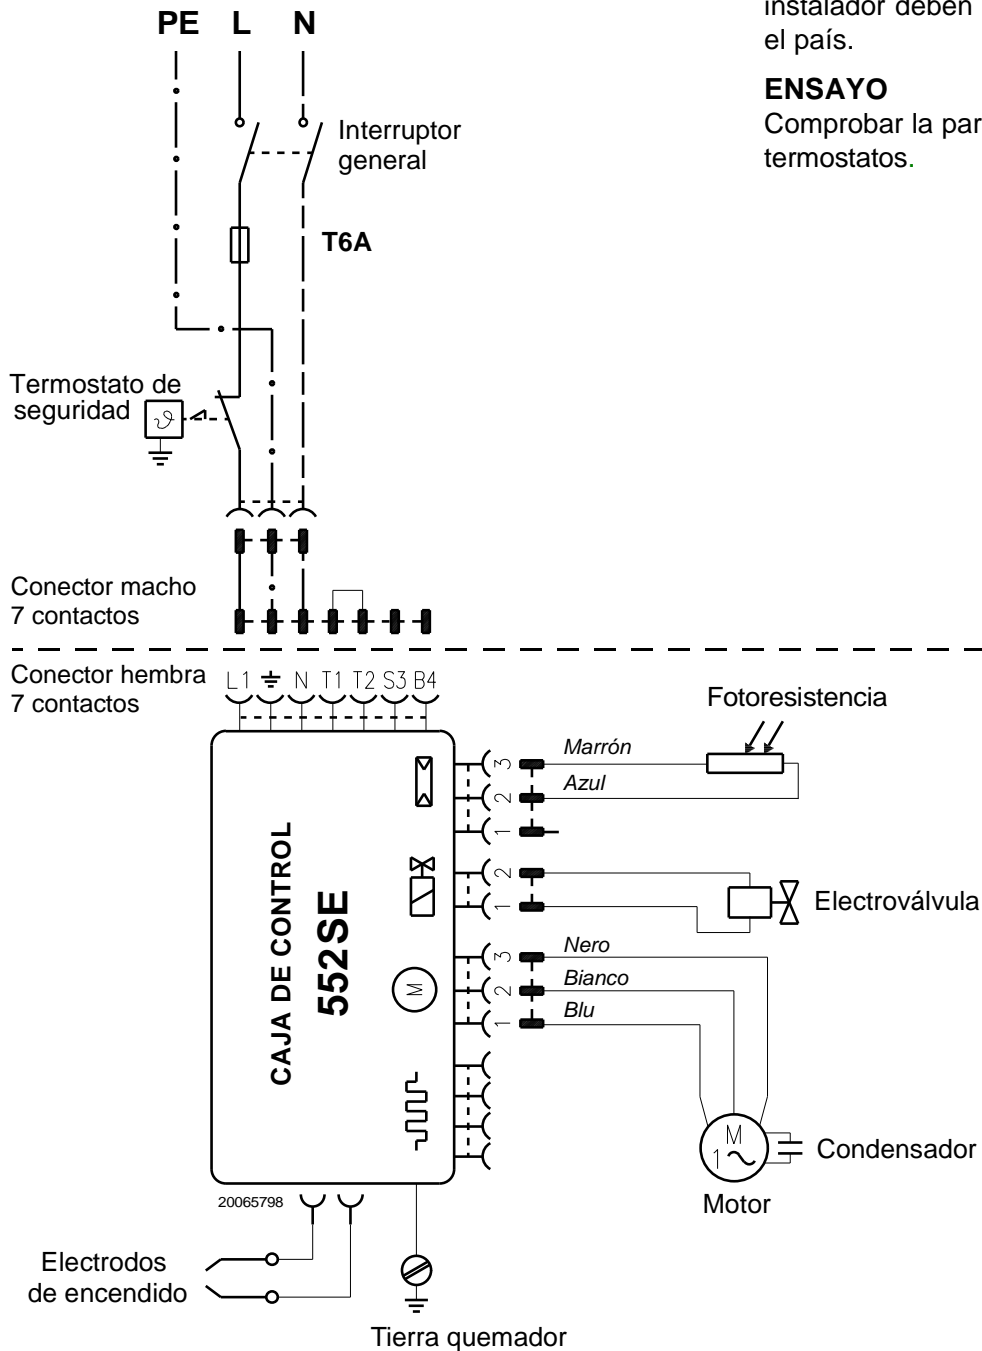 PE L N
instalador deben
el país.
ENSAYO
Comprobar la par
termostatos.
Interruptor
general
T6A
Termostato de
seguridad
ϑ
Conector macho
7 contactos
Conector hembra
7 contactos
L1 N T1 T2 S3 B4
Fotoresistencia
3 Marrón
2 Azul
1
2
1
Electroválvula
3 Nero
2 Bianco
1 Blu
CAJA DE CONTROL
552SE
M
M
1
Condensador
Motor
20065798
Electrodos
de encendido
Tierra quemador